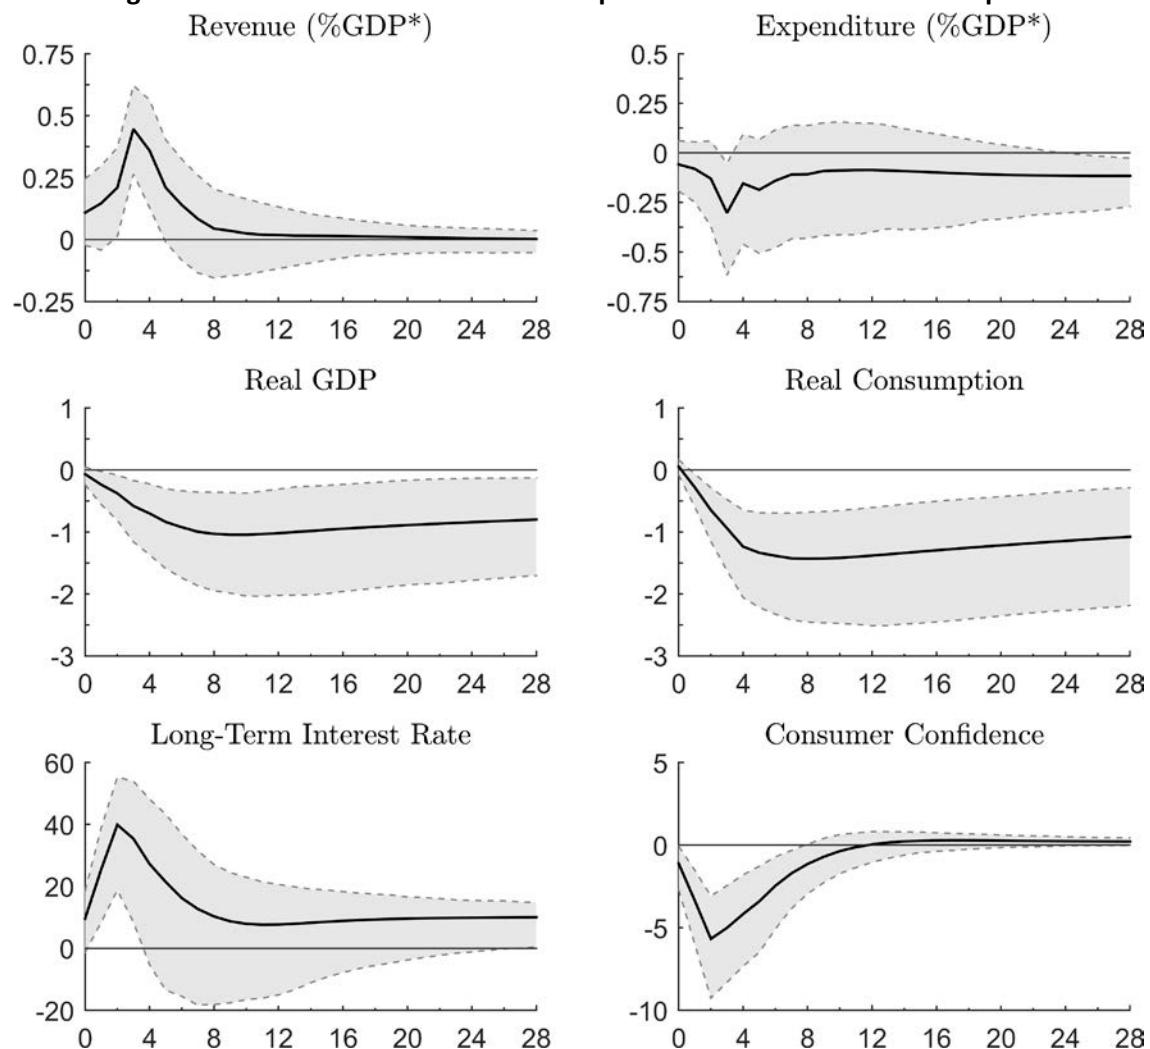 Revenue (%GDP*)
0.75
0.5
0.25
0
-0.25
0 4 8 12 16 20 24 28
Expenditure (%GDP*)
0.5
0.25
0
-0.25
-0.5
-0.75
0 4 8 12 16 20 24 28
Real GDP
1
0
-1
-2
-3
0 4 8 12 16 20 24 28
Real Consumption
1
0
-1
-2
-3
0 4 8 12 16 20 24 28
Long-Term Interest Rate
60
40
20
0
-20
0 4 8 12 16 20 24 28
Consumer Confidence
5
0
-5
-10
0 4 8 12 16 20 24 28